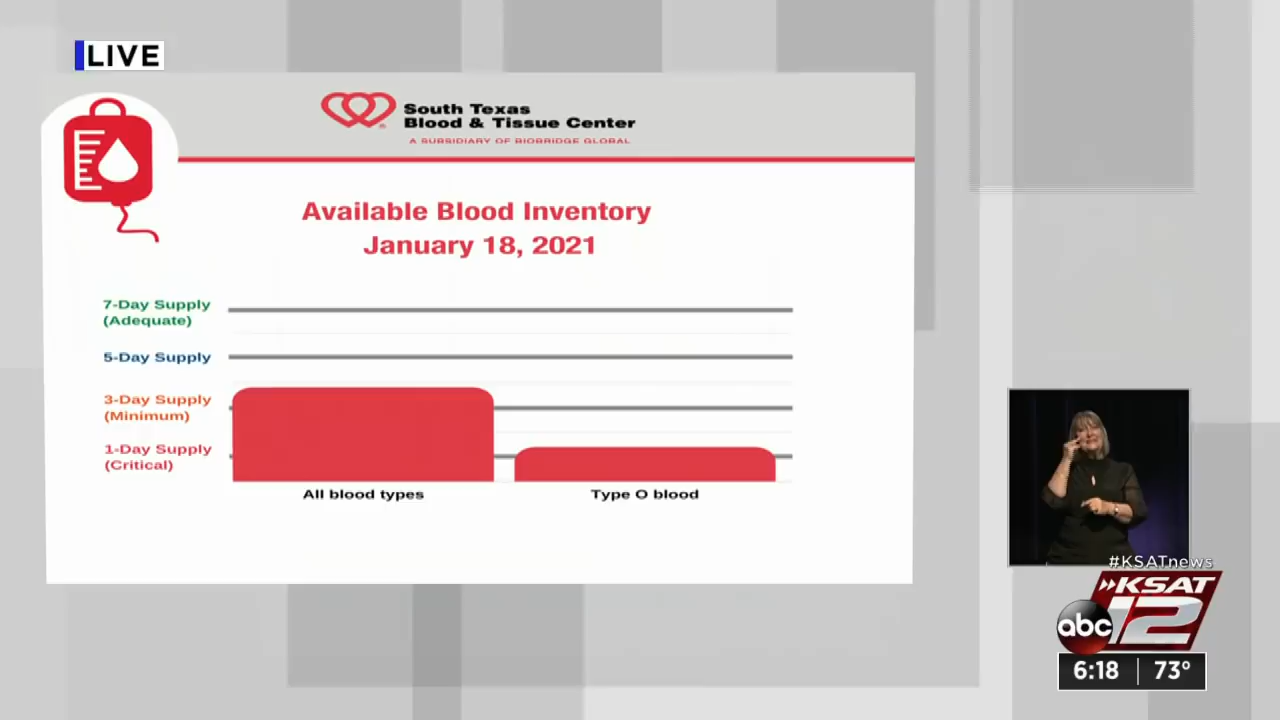 LIVE
South Texas
Blood & Tissue Center
A SUBSIDIARY OF BIOBRIDGE GLOBAL
Available Blood Inventory
January 18, 2021
7-Day Supply
(Adequate)
5-Day Supply
3-Day Supply
(Minimum)
1-Day Supply
(Critical)
All blood types
Type O blood
#KSATnews
KSAT
abc 12
6:18 73°